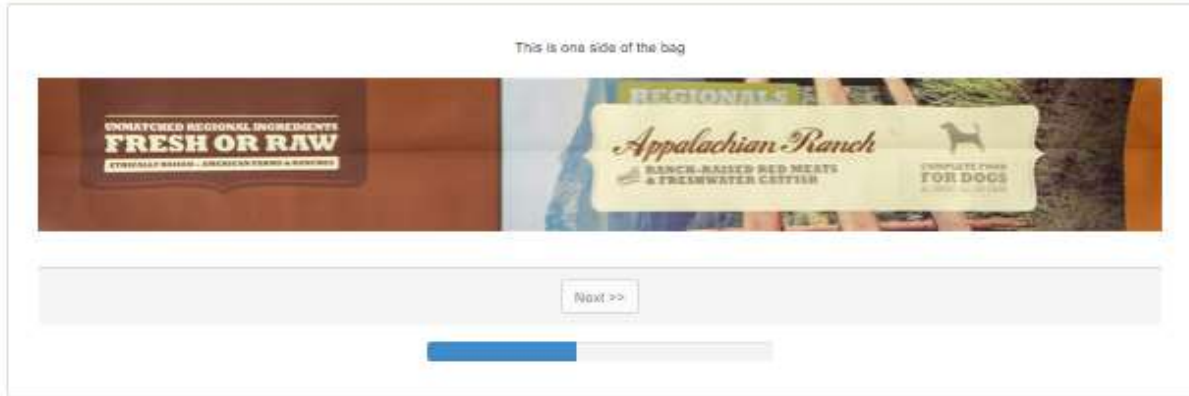 This is one side of the bag
UNMATCHED REGIONAL INGREDIENTS
FRESH OR RAW
ETHICALLY RAISED – AMERICAN FARMS & RANCHES
REGIONALS
Appalachian Ranch
RANCH-RAISED RED MEATS
& FRESHWATER CATFISH
COMPLETE FOOD
FOR DOGS
Next >>